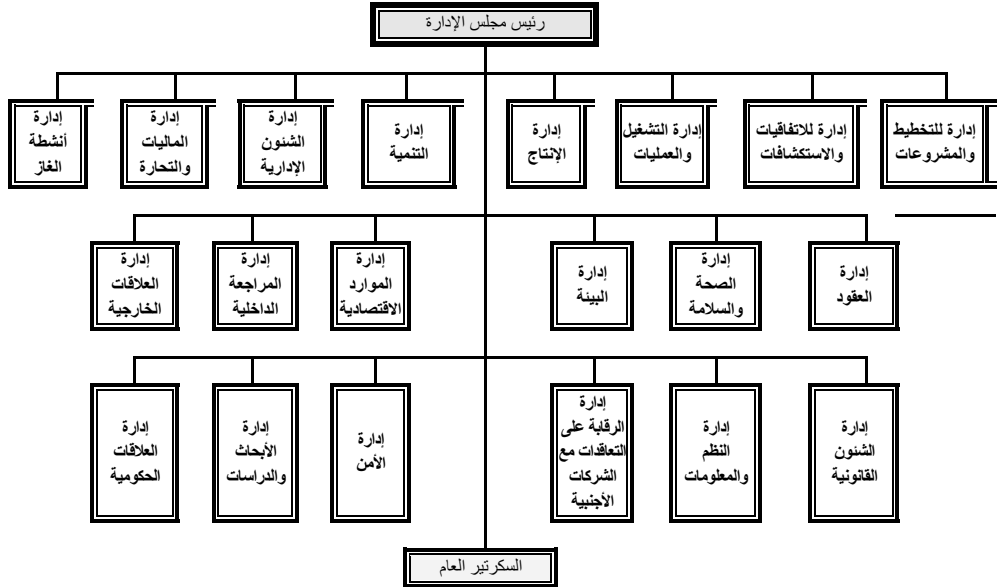 رئيس مجلس الإدارة
إدارة للتخطيط
والمشروعات
إدارة للاتفاقيات
والاستكشافات
إدارة التشغيل
والعمليات
إدارة
الإنتاج
إدارة
التنمية
إدارة
الشئون
الإدارية
إدارة
الماليات
والتحارة
إدارة
أنشطة
الغاز
إدارة
العقود
إدارة
الصحة
والسلامة
إدارة
البيئة
إدارة
الموارد
الاقتصادية
إدارة
المراجعة
الداخلية
إدارة
العلاقات
الخارجية
إدارة
الشئون
القانونية
إدارة
النظم
والمعلومات
إدارة
الرقابة على
التعاقدات مع
الشركات
الأجنبية
إدارة
الأمن
إدارة
الأبحاث
والدراسات
إدارة
العلاقات
الحكومية
السكرتير العام